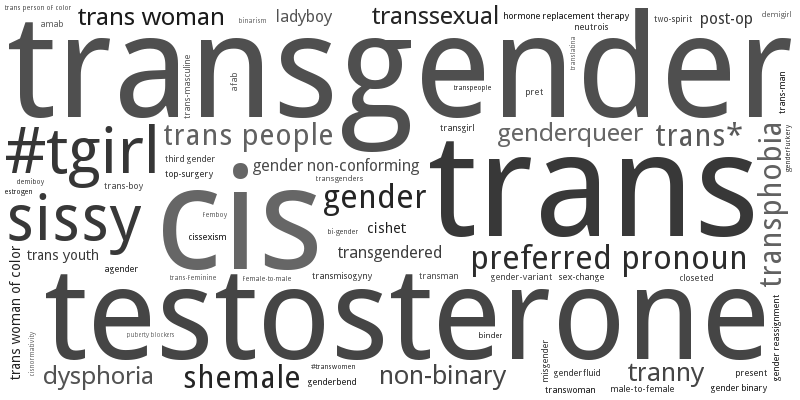 trans person of color
amab
trans woman
binarism
ladyboy
transsexual
hormone replacement therapy
neutrois
two-spirit
post-op
demigirl
transgender
trans-masculine
afab
transpeople
pret
translatina
trans-man
#tgirl
trans people
transgirl
genderqueer
trans*
genderfuckery
third gender
top-surgery
gender non-conforming
transgenders
trans
transphobia
demiboy
estrogen
trans-boy
cis
gender
sissy
Femboy
cissexism
bi-gender
cishet
trans youth
transgendered
preferred pronoun
agender
trans woman of color
trans-feminine
Female-to-male
transmisogyny
transman
gender-variant
sex-change
closeted
testosterone
puberty blockers
binder
cisnormativity
misgender
gender reassignment
dysphoria
shemale
#transwomen
genderbend
non-binary
genderfluid
tranny
present
transwoman
male-to-female
gender binary